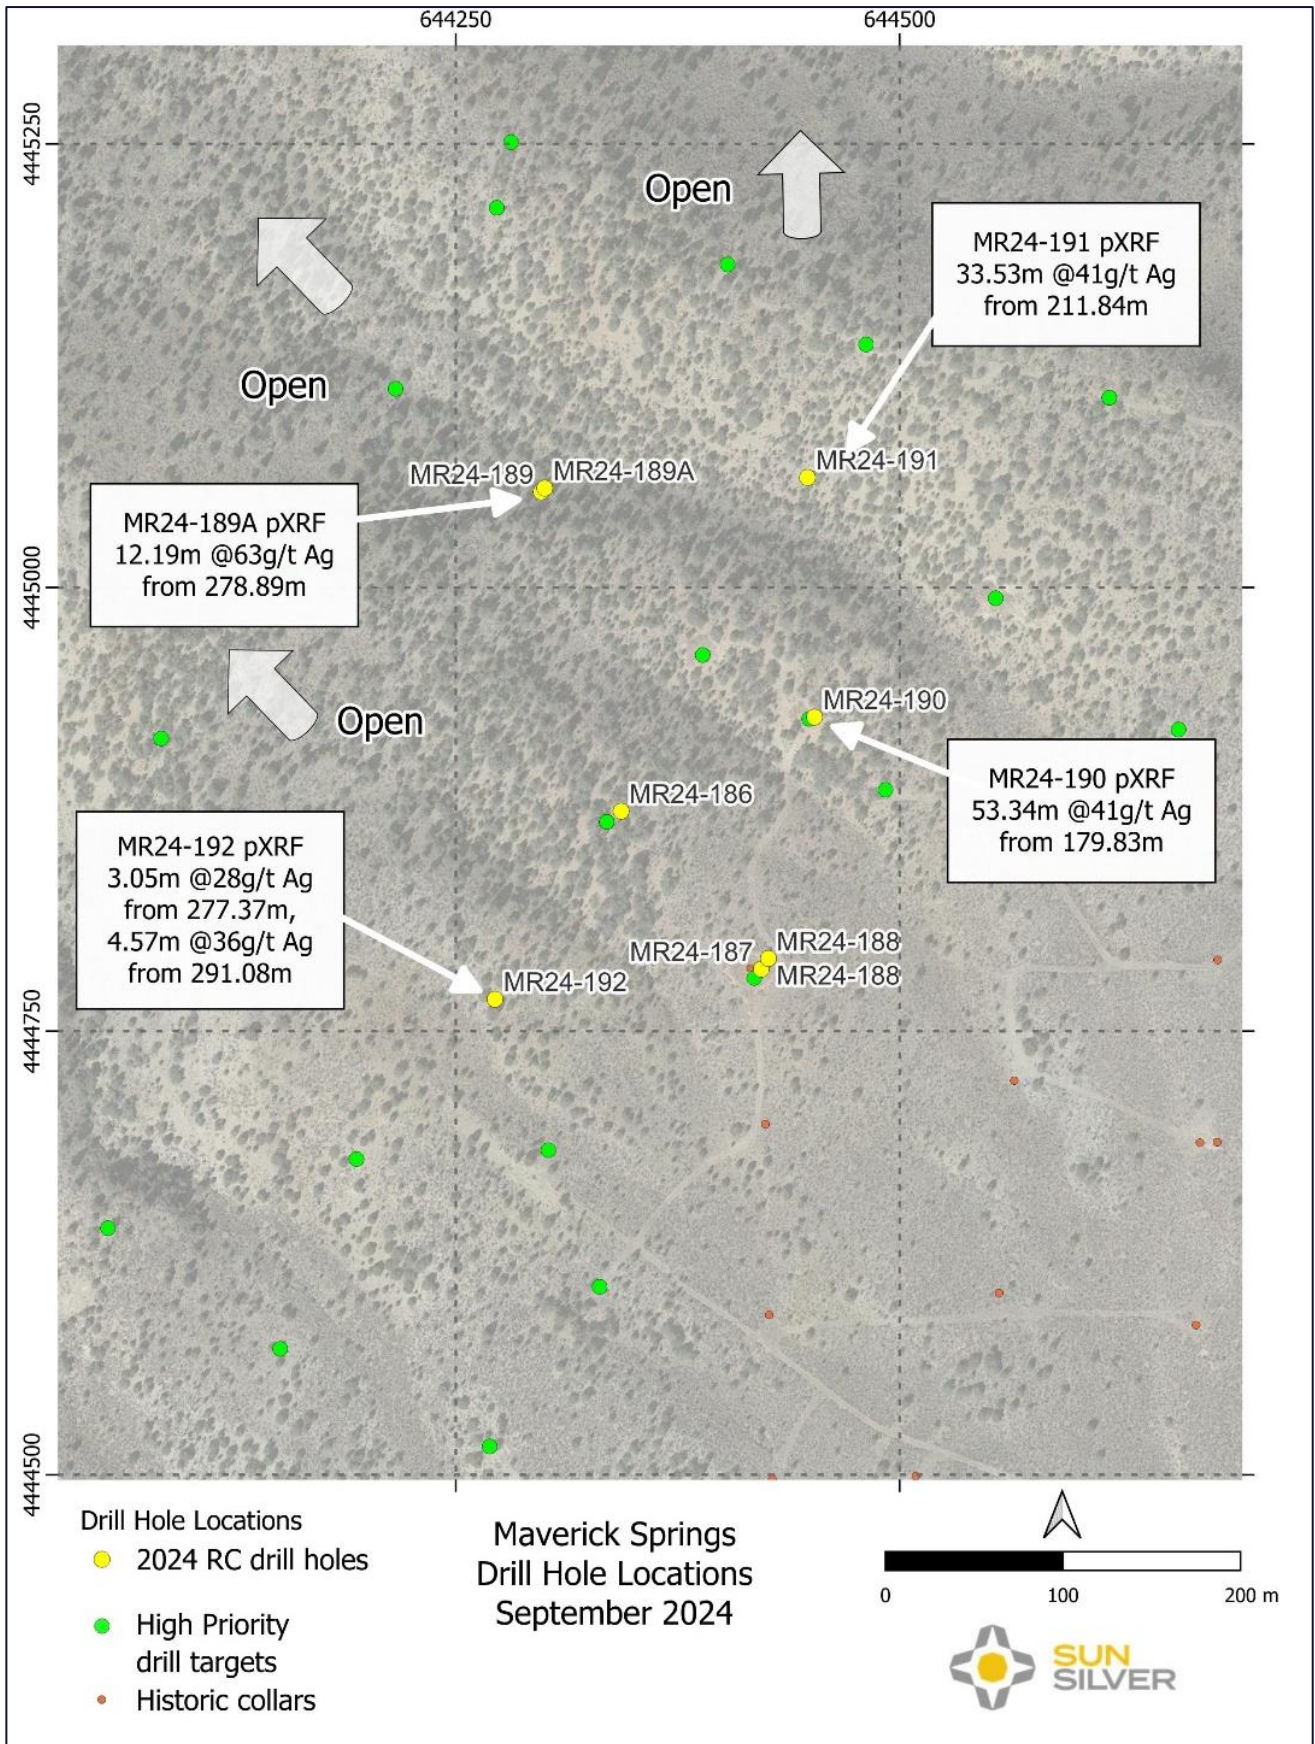 644250
644500
4445250
Open
MR24-191 pXRF
33.53m @41g/t Ag
from 211.84m
Open
MR24-189
MR24-189A
MR24-191
MR24-189A pXRF
12.19m @63g/t Ag
from 278.89m
4445000
Open
MR24-190
MR24-190 pXRF
53.34m @41g/t Ag
from 179.83m
MR24-186
MR24-192 pXRF
3.05m @28g/t Ag
from 277.37m,
4.57m @36g/t Ag
from 291.08m
MR24-187
MR24-188
MR24-188
MR24-192
4444750
4444500
Drill Hole Locations
2024 RC drill holes
High Priority
drill targets
Historic collars
Maverick Springs
Drill Hole Locations
September 2024
0 100 200 m
SUN
SILVER